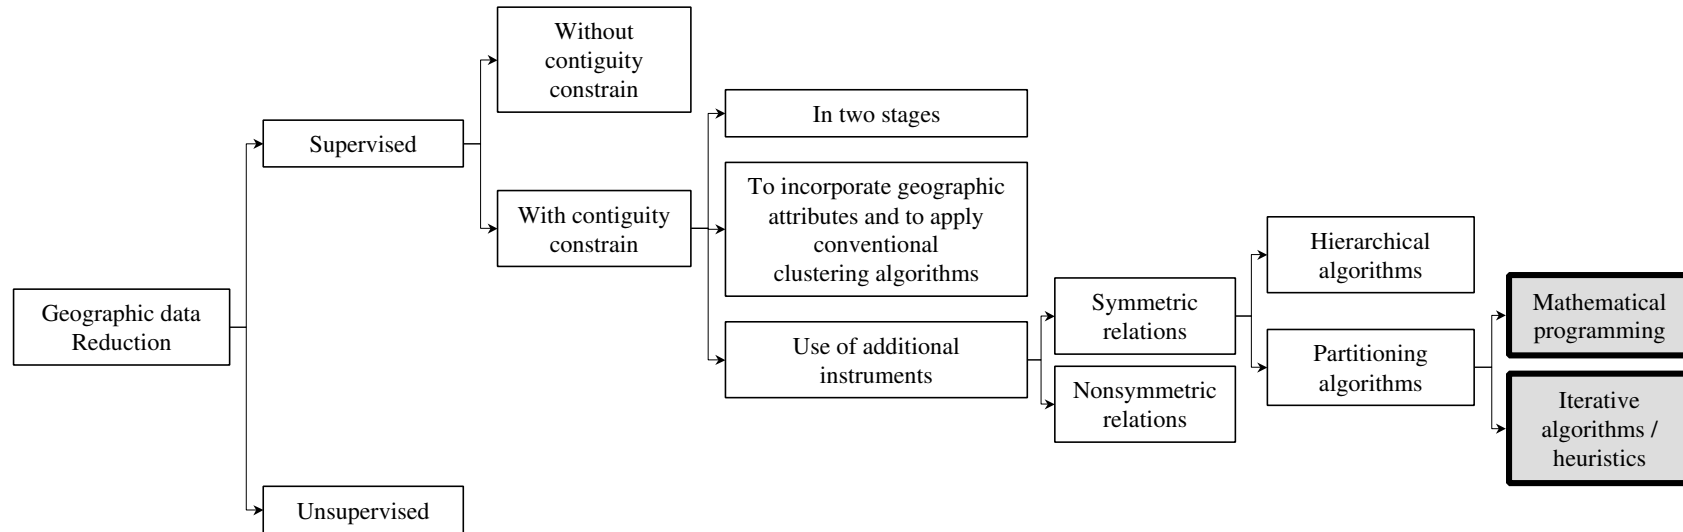 Without
contiguity
constrain
In two stages
Supervised
To incorporate geographic
attributes and to apply
conventional
clustering algorithms
With contiguity
constrain
Hierarchical
algorithms
Geographic data
Reduction
Symmetric
relations
Mathematical
programming
Use of additional
instruments
Partitioning
algorithms
Nonsymmetric
relations
Iterative
algorithms /
heuristics
Unsupervised